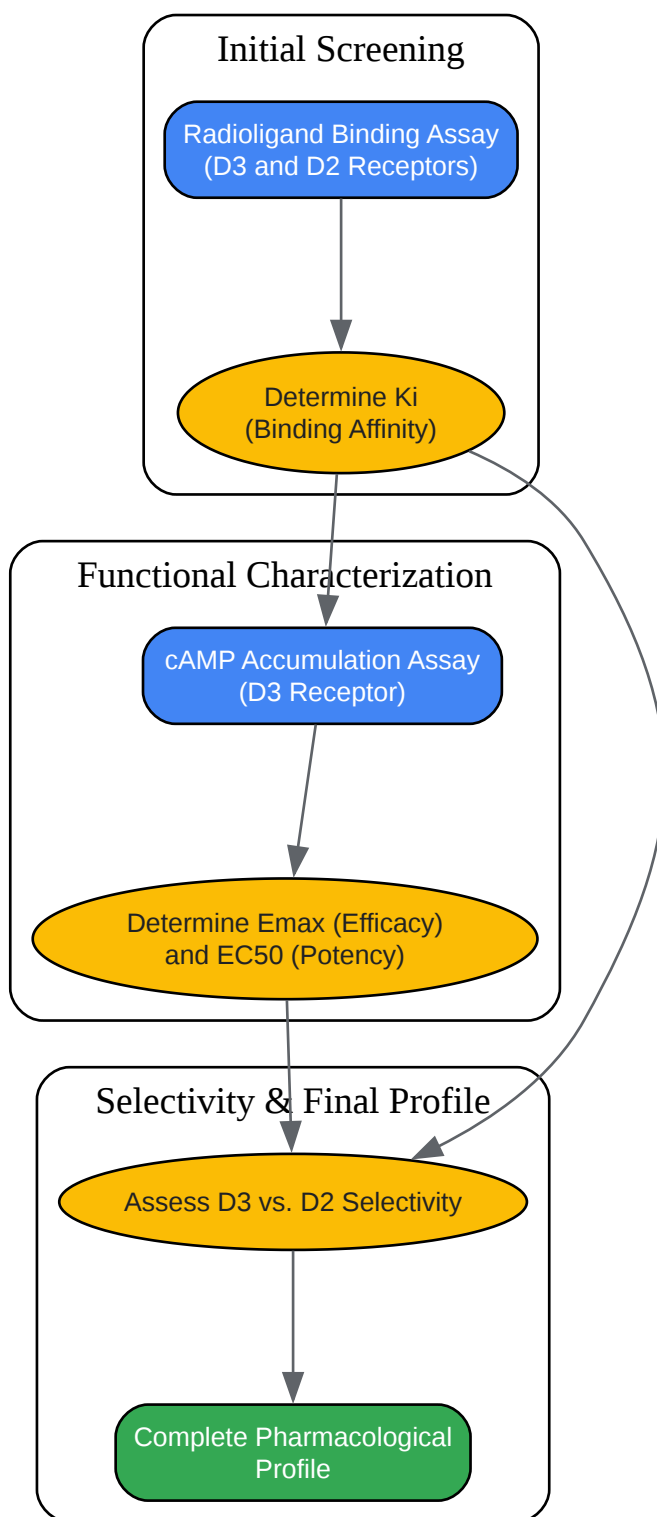 Initial Screening
Radioligand Binding Assay
(D3 and D2 Receptors)
Determine Ki
(Binding Affinity)
Functional Characterization
cAMP Accumulation Assay
(D3 Receptor)
Determine Emax (Efficacy)
and EC50 (Potency)
Selectivity & Final Profile
Assess D3 vs. D2 Selectivity
Complete Pharmacological
Profile